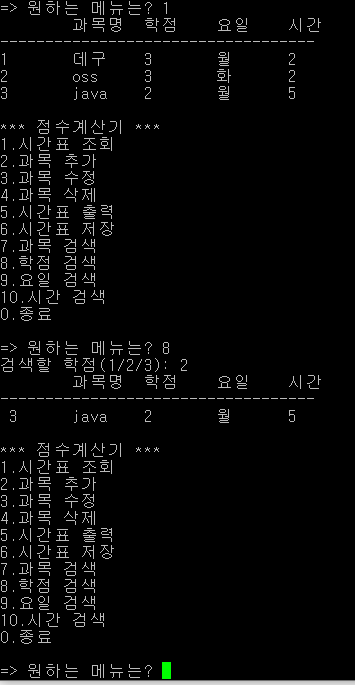 => 원하는 메뉴는? 1
과목명 학점 요일 시간
-----------------------------------
1 데구 3 월 2
2 oss 3 화 2
3 java 2 월 5
*** 점수계산기 ***
1.시간표 조회
2.과목 추가
3.과목 수정
4.과목 삭제
5.시간표 출력
6.시간표 저장
7.과목 검색
8.학점 검색
9.요일 검색
10.시간 검색
0.종료
=> 원하는 메뉴는? 8
검색할 학점(1/2/3): 2
과목명 학점 요일 시간
-----------------------------------
3 java 2 월 5
*** 점수계산기 ***
1.시간표 조회
2.과목 추가
3.과목 수정
4.과목 삭제
5.시간표 출력
6.시간표 저장
7.과목 검색
8.학점 검색
9.요일 검색
10.시간 검색
0.종료
=> 원하는 메뉴는?